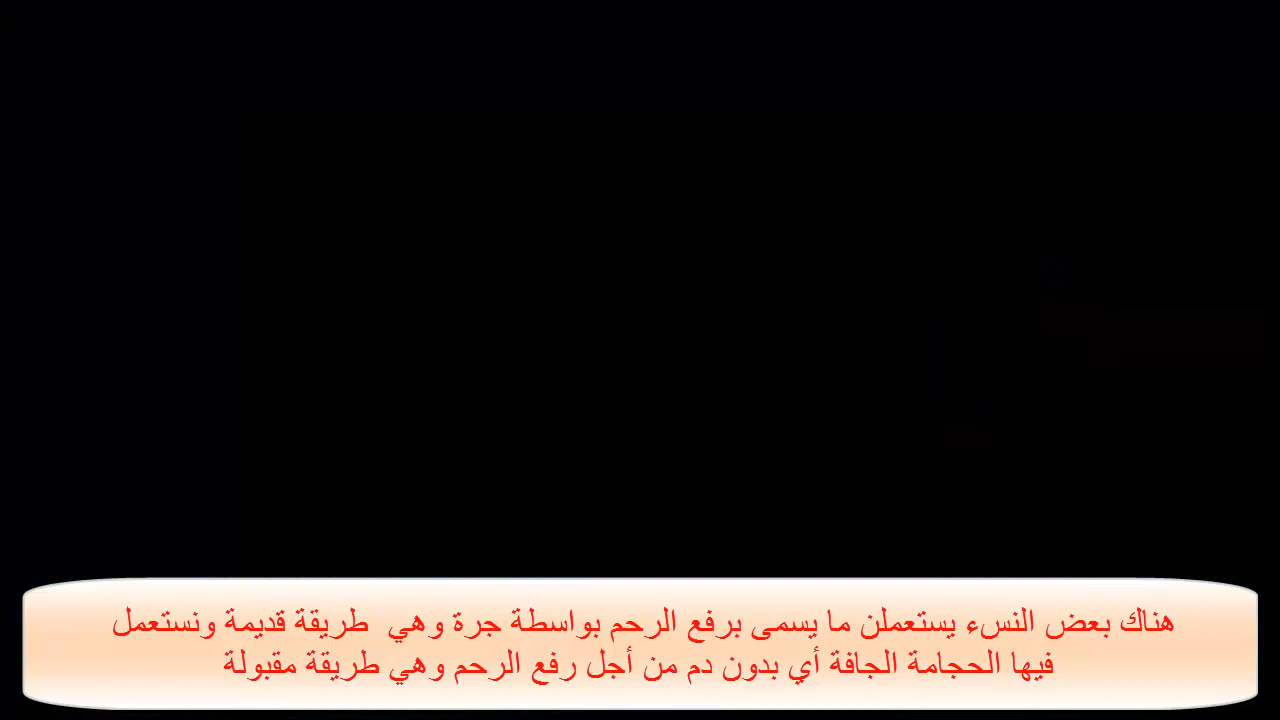 هناك بعض النسء يستعملن ما يسمى برفع الرحم بواسطة جرة وهي طريقة قديمة ونستعمل
فيها الحجامة الجافة أي بدون دم من أجل رفع الرحم وهي طريقة مقبولة